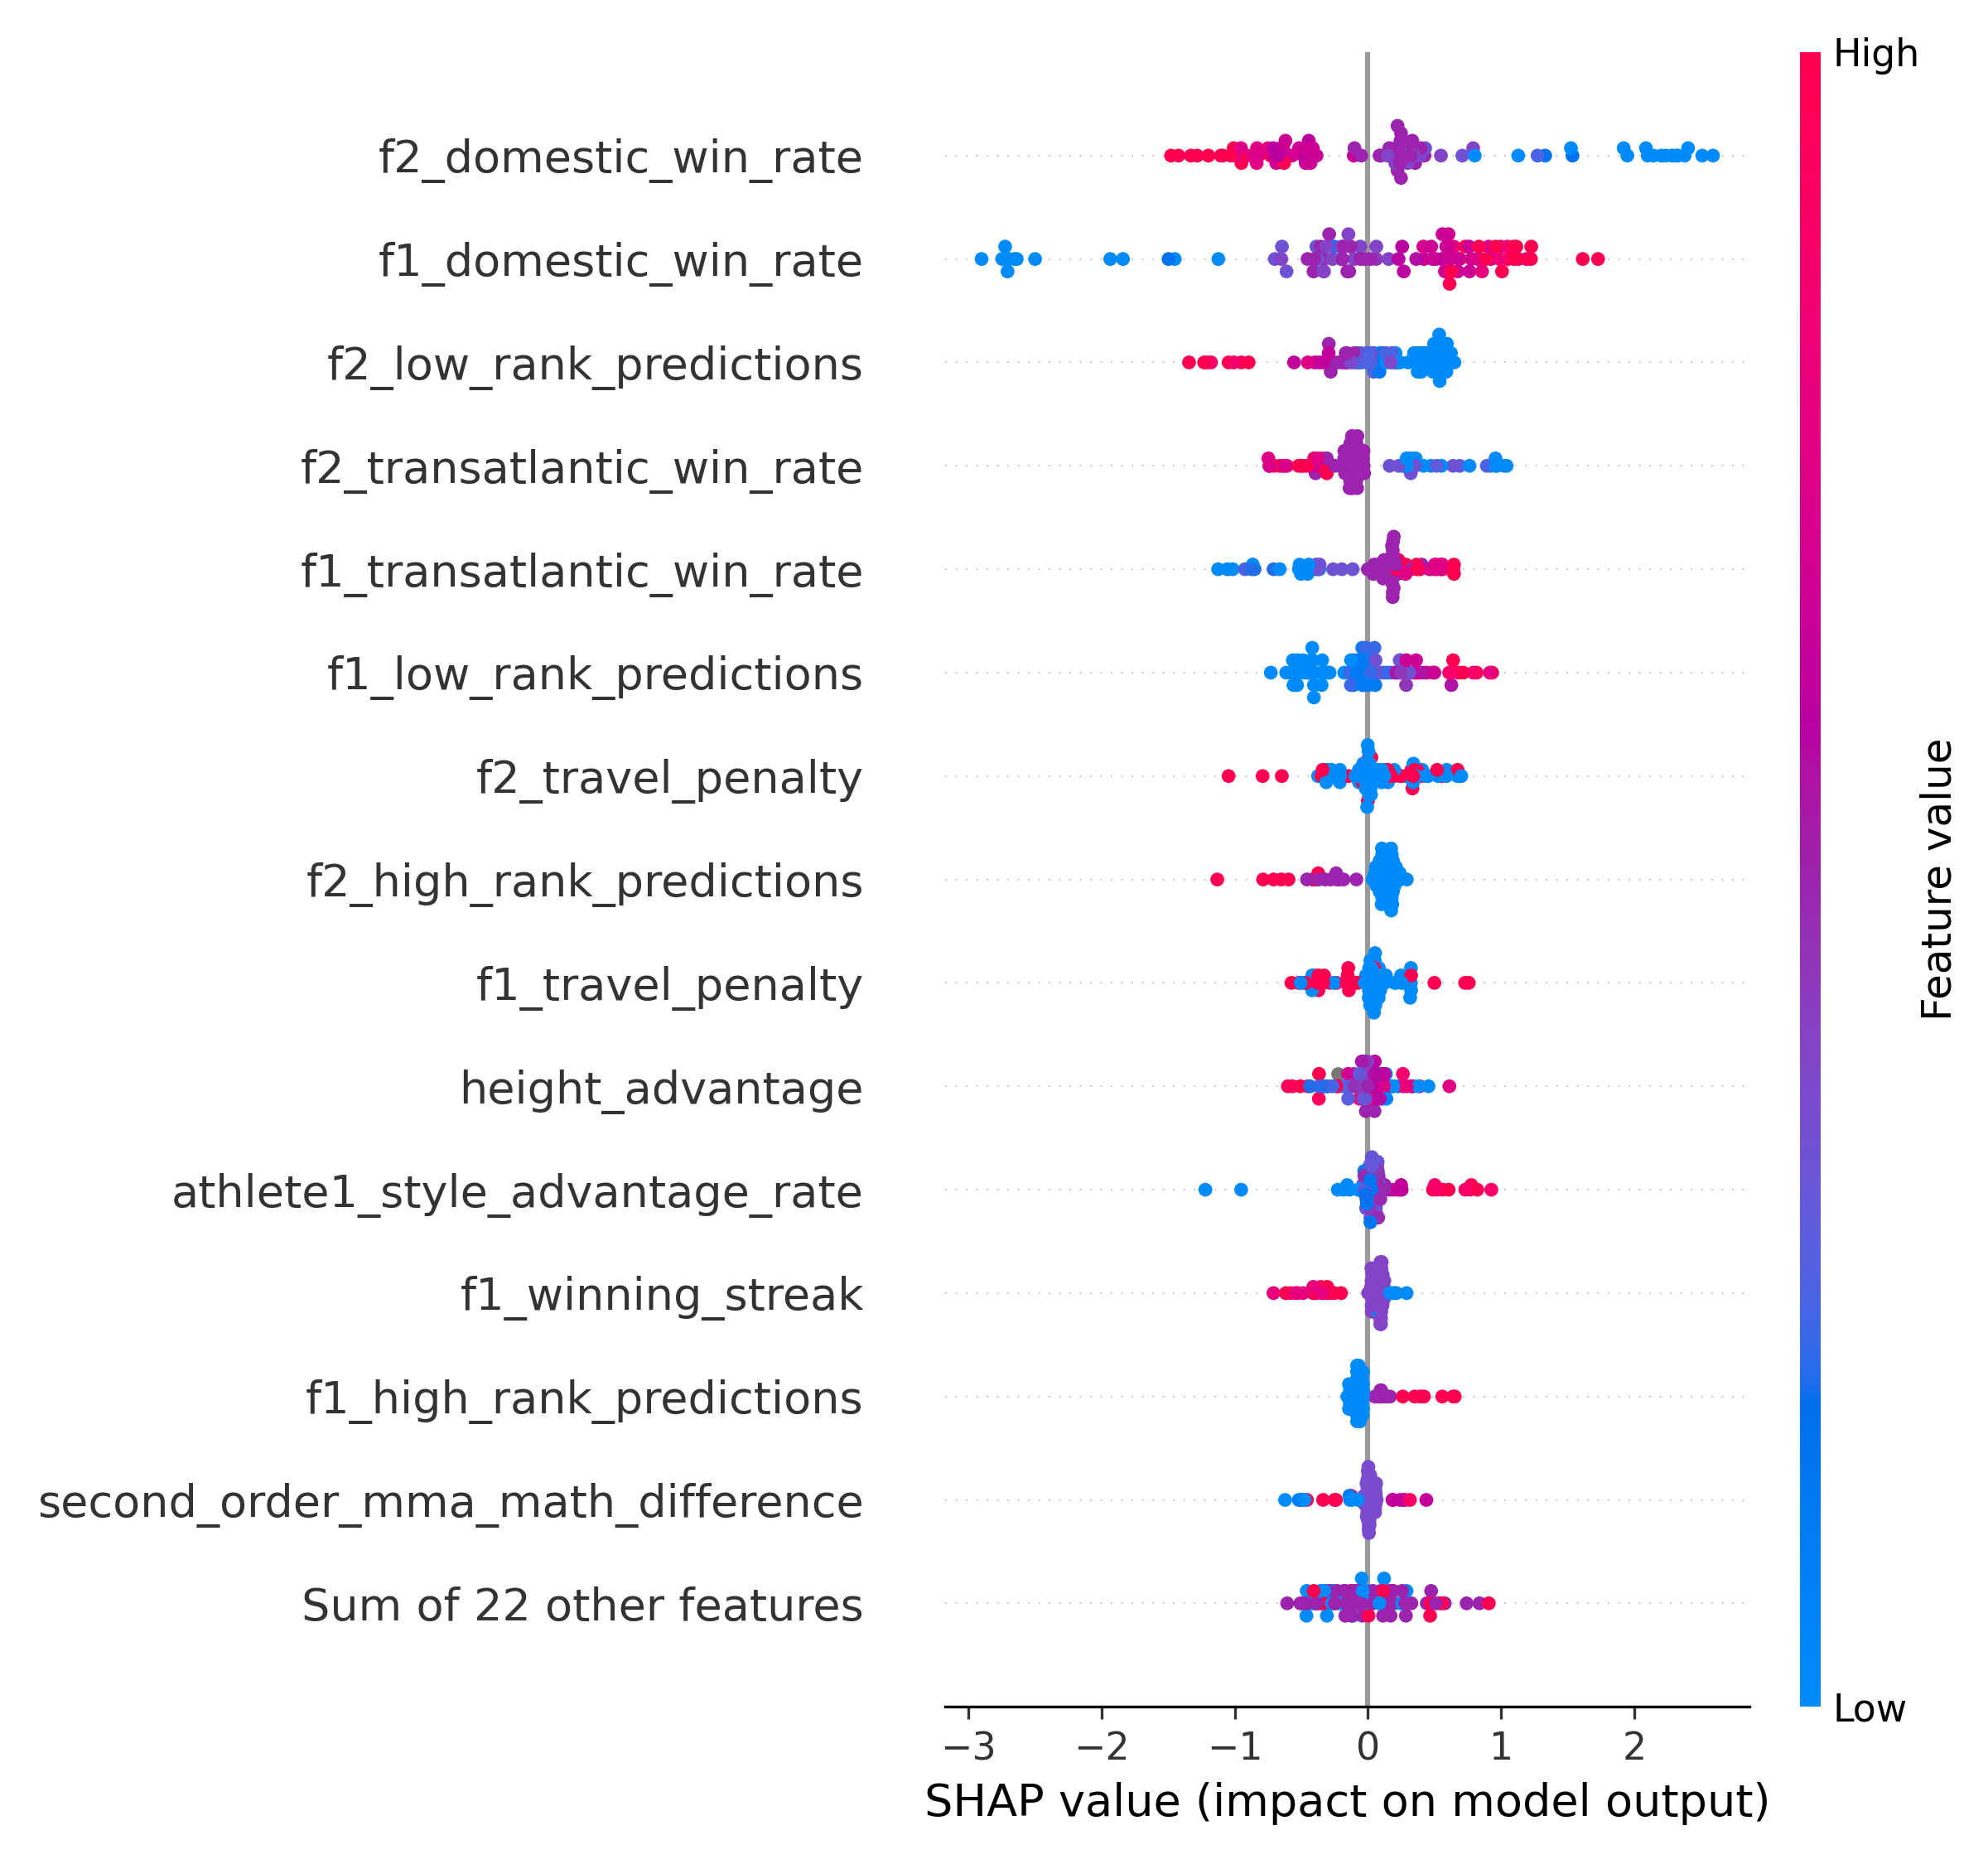 High
f2_domestic_win_rate
f1_domestic_win_rate
f2_low_rank_predictions
f2_transatlantic_win_rate
f1_transatlantic_win_rate
f1_low_rank_predictions
f2_travel_penalty
f2_high_rank_predictions
f1_travel_penalty
height_advantage
athlete1_style_advantage_rate
f1_winning_streak
f1_high_rank_predictions
second_order_mma_math_difference
Sum of 22 other features
Feature value
Low
−3 −2 −1 0 1 2
SHAP value (impact on model output)